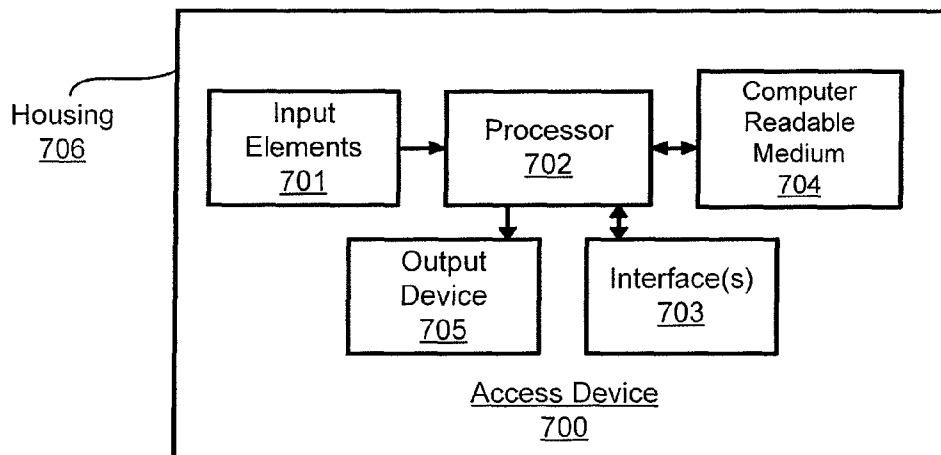 Housing
706
Input
Elements
701
Processor
702
Computer
Readable
Medium
704
Output
Device
705
Interface(s)
703
Access Device
700